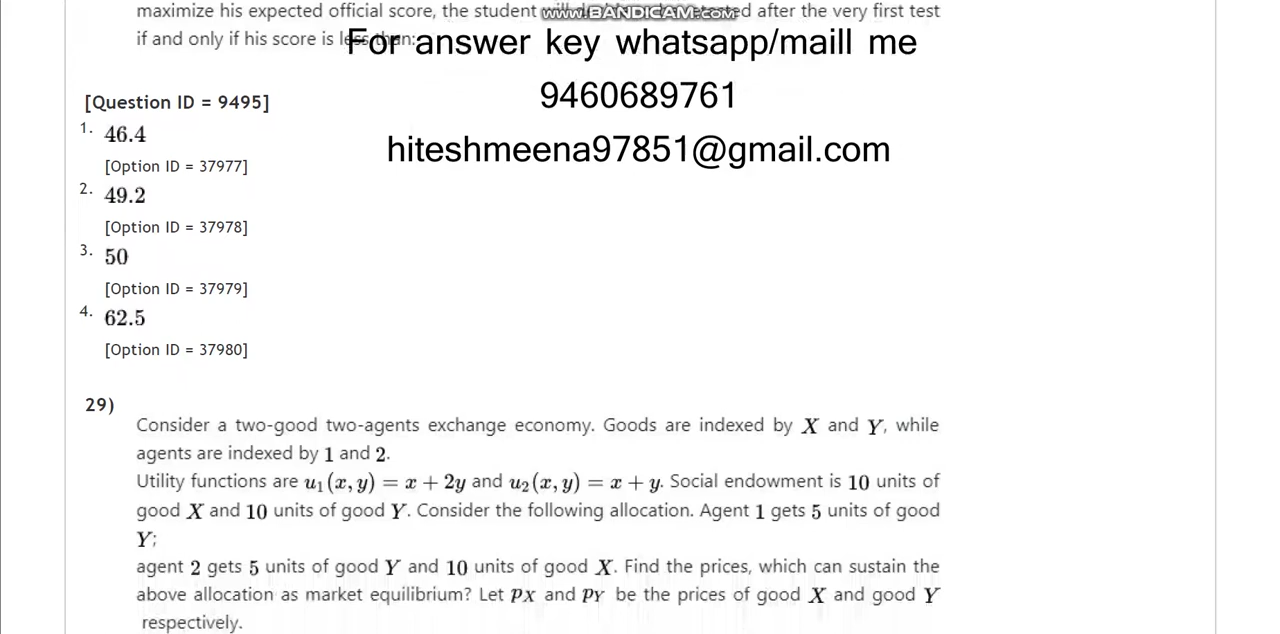 maximize his expected official score, the student after the very first test
www.BANDICAM.com
if and only if his score is less than:
For answer key whatsapp/maill me
9460689761
hiteshmeena97851@gmail.com
[Question ID = 9495]
1. 46.4
[Option ID = 37977]
2. 49.2
[Option ID = 37978]
3. 50
[Option ID = 37979]
4. 62.5
[Option ID = 37980]
29)
Consider a two-good two-agents exchange economy. Goods are indexed by X and Y, while
agents are indexed by 1 and 2.
Utility functions are u₁(x, y) = x + 2y and u₂(x, y) = x + y. Social endowment is 10 units of
good X and 10 units of good Y. Consider the following allocation. Agent 1 gets 5 units of good
Y;
agent 2 gets 5 units of good Y and 10 units of good X. Find the prices, which can sustain the
above allocation as market equilibrium? Let pX and pY be the prices of good X and good Y
respectively.